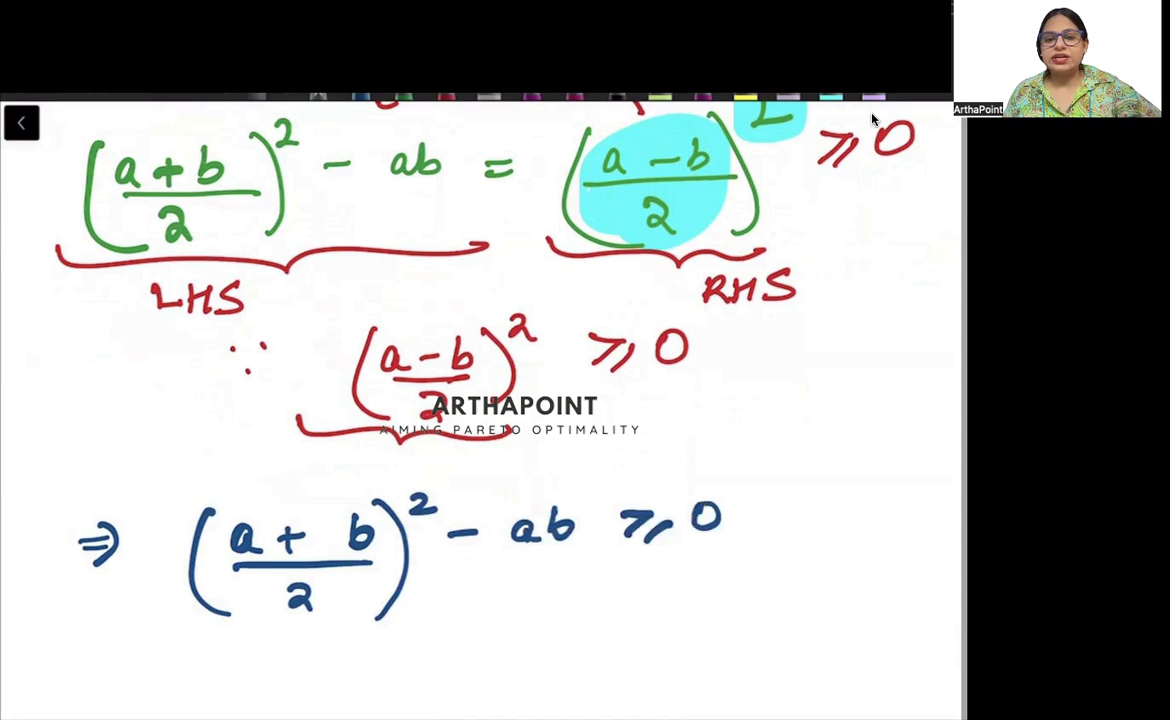 ArthaPoint
((a + b)/2)² - ab = ((a - b)/2)² ⩾ 0
LHS RHS
∵ ((a - b)/2)² ⩾ 0
ARTHAPOINT
AIMING PARETO OPTIMALITY
⇒ ((a + b)/2)² - ab ⩾ 0